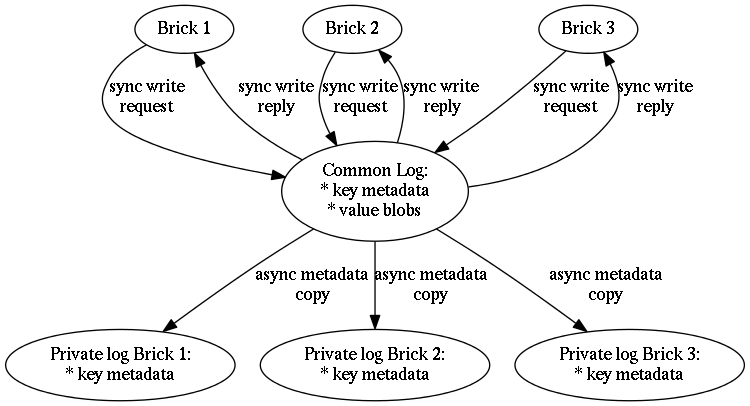 Brick 1
Brick 2
Brick 3
sync write
request
sync write
reply
sync write
request
sync write
reply
sync write
request
sync write
reply
Common Log:
* key metadata
* value blobs
async metadata
copy
async metadata
copy
async metadata
copy
Private log Brick 1:
* key metadata
Private log Brick 2:
* key metadata
Private log Brick 3:
* key metadata